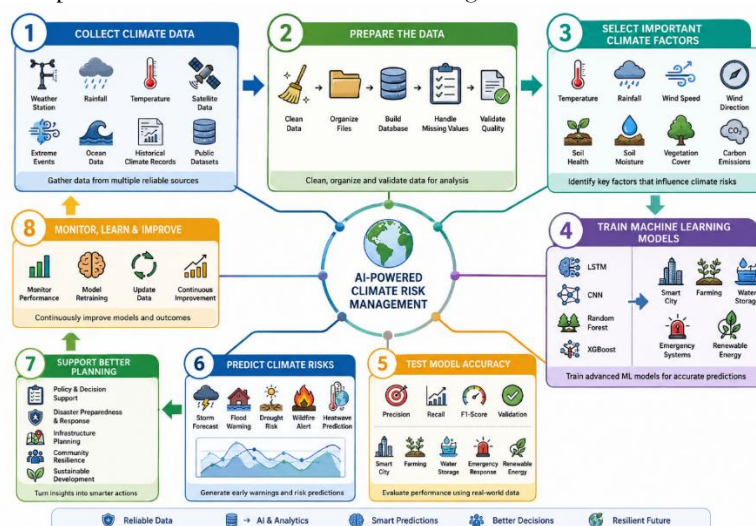 1 COLLECT CLIMATE DATA
Weather Station
Rainfall
Temperature
Satellite Data
Extreme Events
Ocean Data
Historical Climate Records
Public Datasets
Gather data from multiple reliable sources
2 PREPARE THE DATA
Clean Data
Organize Files
Build Database
Handle Missing Values
Validate Quality
Clean, organize and validate data for analysis
3 SELECT IMPORTANT CLIMATE FACTORS
Temperature
Rainfall
Wind Speed
Wind Direction
Soil Health
Soil Moisture
Vegetation Cover
CO₂
Carbon Emissions
Identify key factors that influence climate risks
AI-POWERED CLIMATE RISK MANAGEMENT
4 TRAIN MACHINE LEARNING MODELS
LSTM
CNN
Random Forest
XGBoost
Smart City
Farming
Water Storage
Emergency Systems
Renewable Energy
Train advanced ML models for accurate predictions
5 TEST MODEL ACCURACY
Precision
Recall
F1-Score
Validation
Smart City
Farming
Water Storage
Emergency Response
Renewable Energy
Evaluate performance using real-world data
6 PREDICT CLIMATE RISKS
Storm Forecast
Flood Warning
Drought Risk
Wildfire Alert
Heatwave Prediction
Generate early warnings and risk predictions
7 SUPPORT BETTER PLANNING
Policy & Decision Support
Disaster Preparedness & Response
Infrastructure Planning
Community Resilience
Sustainable Development
Turn insights into smarter actions
8 MONITOR, LEARN & IMPROVE
Monitor Performance
Model Retraining
Update Data
Continuous Improvement
Continuously improve models and outcomes
Reliable Data
AI & Analytics
Smart Predictions
Better Decisions
Resilient Future